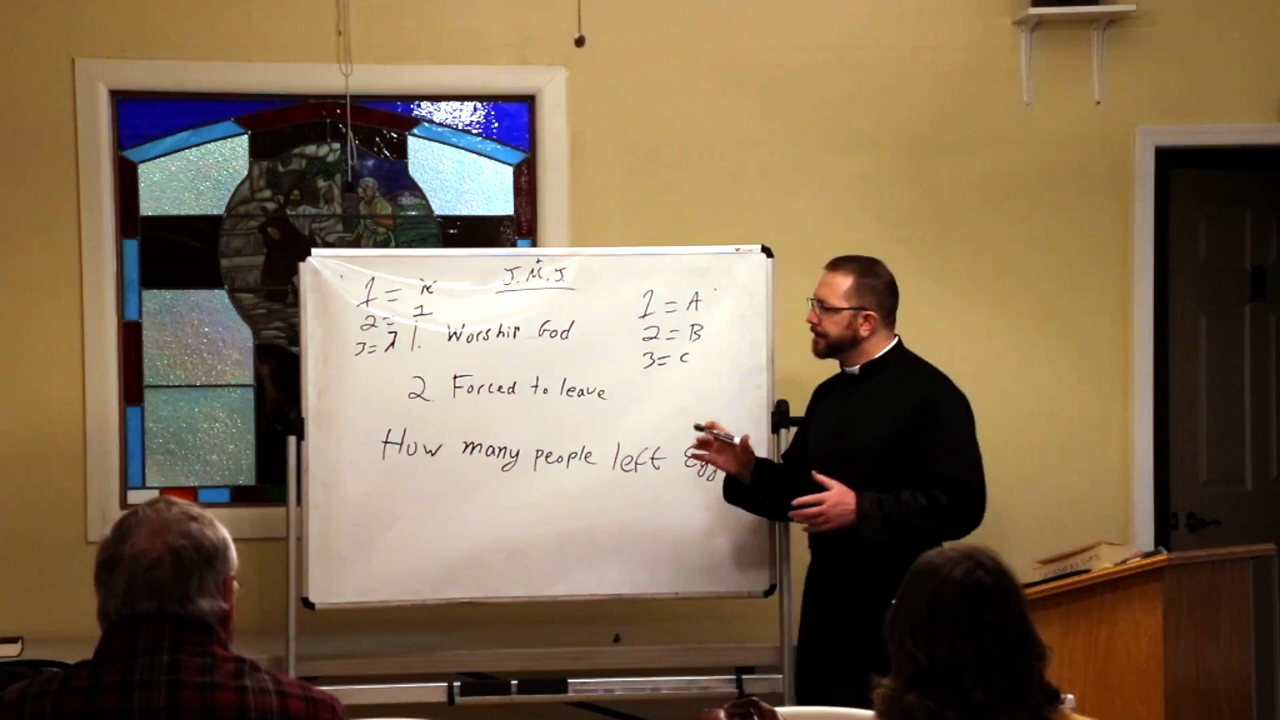 J.M.J.
1 =
2 =
3 =
1. Worship God
2 Forced to leave
How many people left
1 = A
2 = B
3 = C